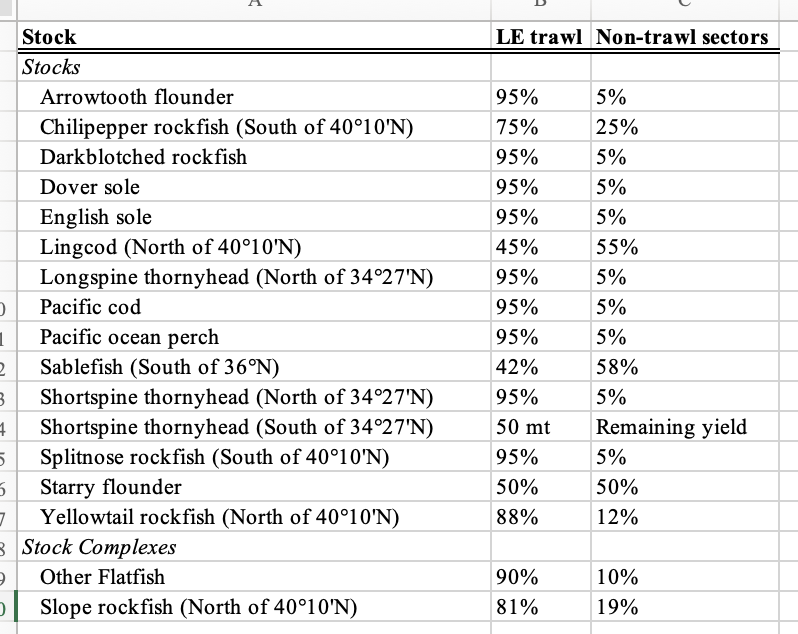 Stock LE trawl Non-trawl sectors
Stocks
Arrowtooth flounder 95% 5%
Chilipepper rockfish (South of 40°10'N) 75% 25%
Darkblotched rockfish 95% 5%
Dover sole 95% 5%
English sole 95% 5%
Lingcod (North of 40°10'N) 45% 55%
Longspine thornyhead (North of 34°27'N) 95% 5%
Pacific cod 95% 5%
Pacific ocean perch 95% 5%
Sablefish (South of 36°N) 42% 58%
Shortspine thornyhead (North of 34°27'N) 95% 5%
Shortspine thornyhead (South of 34°27'N) 50 mt Remaining yield
Splitnose rockfish (South of 40°10'N) 95% 5%
Starry flounder 50% 50%
Yellowtail rockfish (North of 40°10'N) 88% 12%
Stock Complexes
Other Flatfish 90% 10%
Slope rockfish (North of 40°10'N) 81% 19%